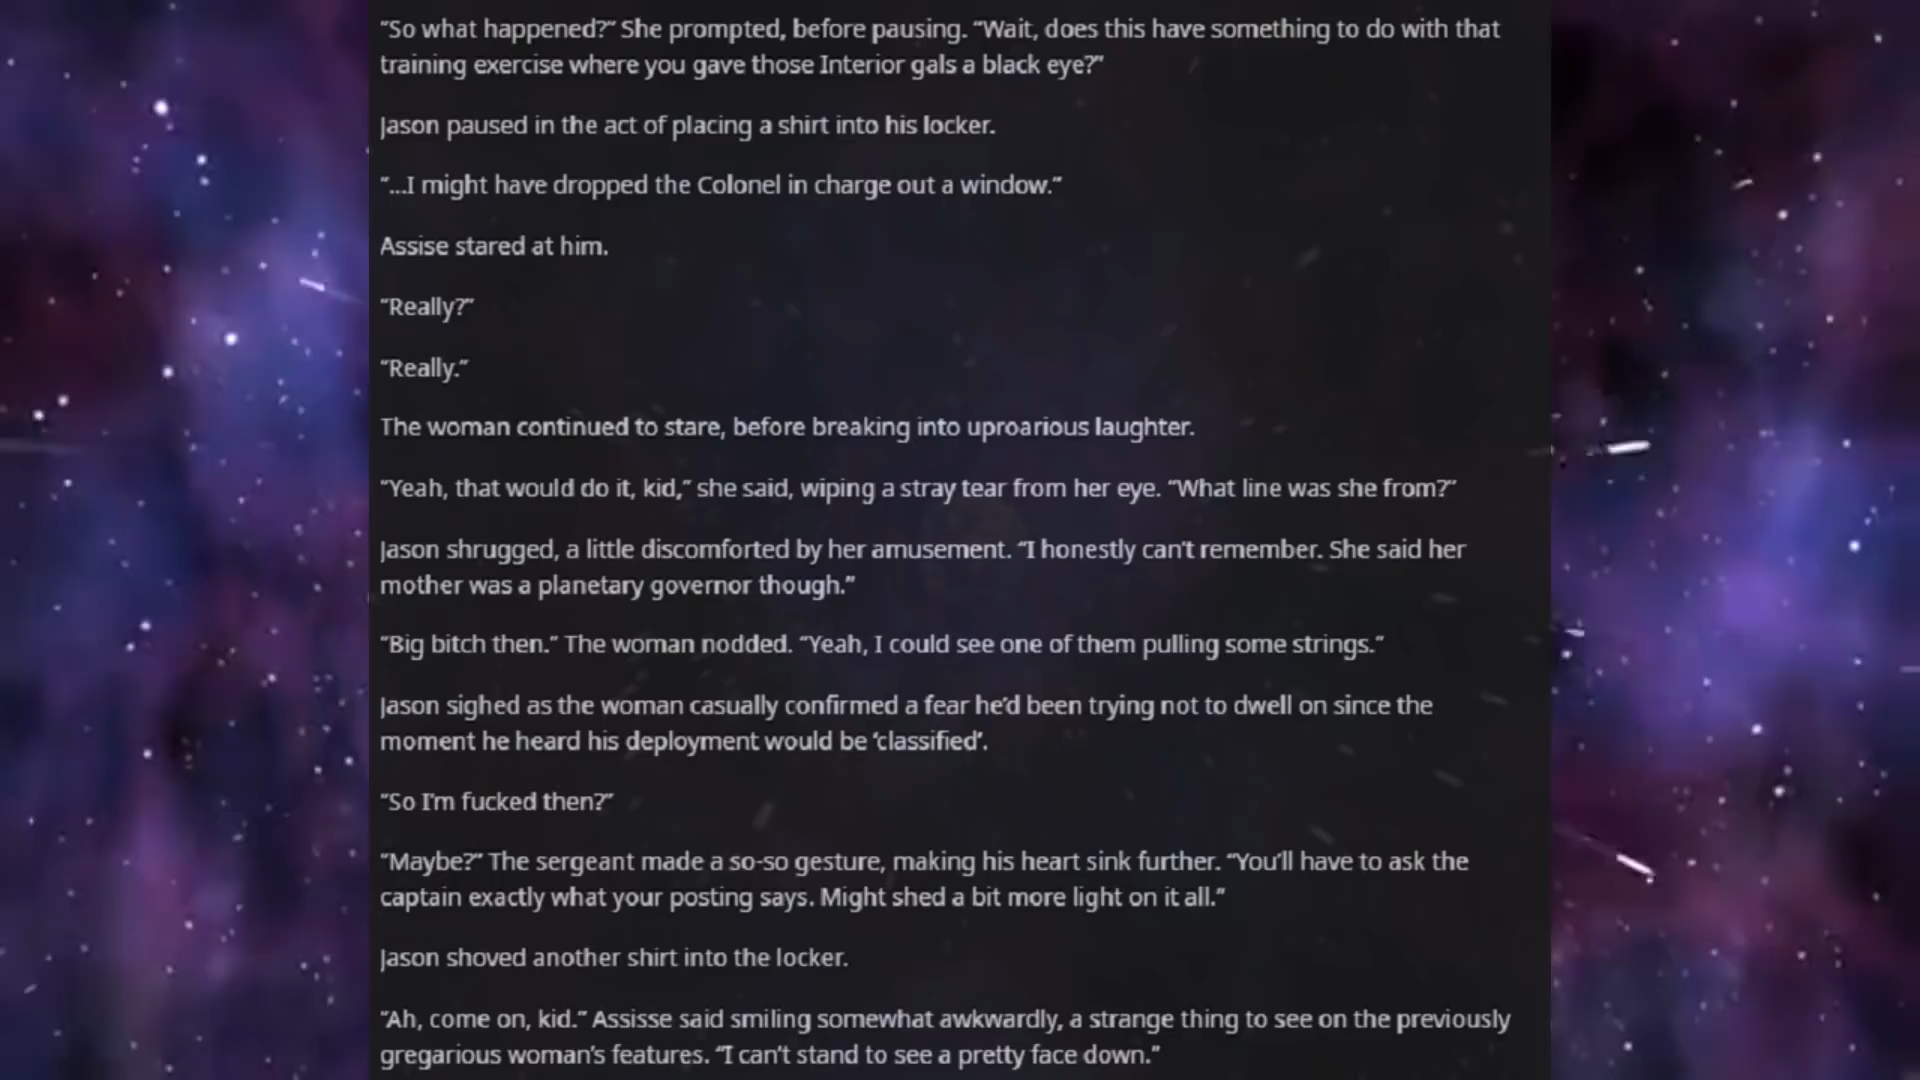 “So what happened?” She prompted, before pausing. “Wait, does this have something to do with that
training exercise where you gave those Interior gals a black eye?”
Jason paused in the act of placing a shirt into his locker.
“…I might have dropped the Colonel in charge out a window.”
Assise stared at him.
“Really?”
“Really.”
The woman continued to stare, before breaking into uproarious laughter.
“Yeah, that would do it, kid,” she said, wiping a stray tear from her eye. “What line was she from?”
Jason shrugged, a little discomforted by her amusement. “I honestly can’t remember. She said her
mother was a planetary governor though.”
“Big bitch then.” The woman nodded. “Yeah, I could see one of them pulling some strings.”
Jason sighed as the woman casually confirmed a fear he’d been trying not to dwell on since the
moment he heard his deployment would be ‘classified’.
“So I’m fucked then?”
“Maybe?” The sergeant made a so-so gesture, making his heart sink further. “You’ll have to ask the
captain exactly what your posting says. Might shed a bit more light on it all.”
Jason shoved another shirt into the locker.
“Ah, come on, kid.” Assisse said smiling somewhat awkwardly, a strange thing to see on the previously
gregarious woman’s features. “I can’t stand to see a pretty face down.”